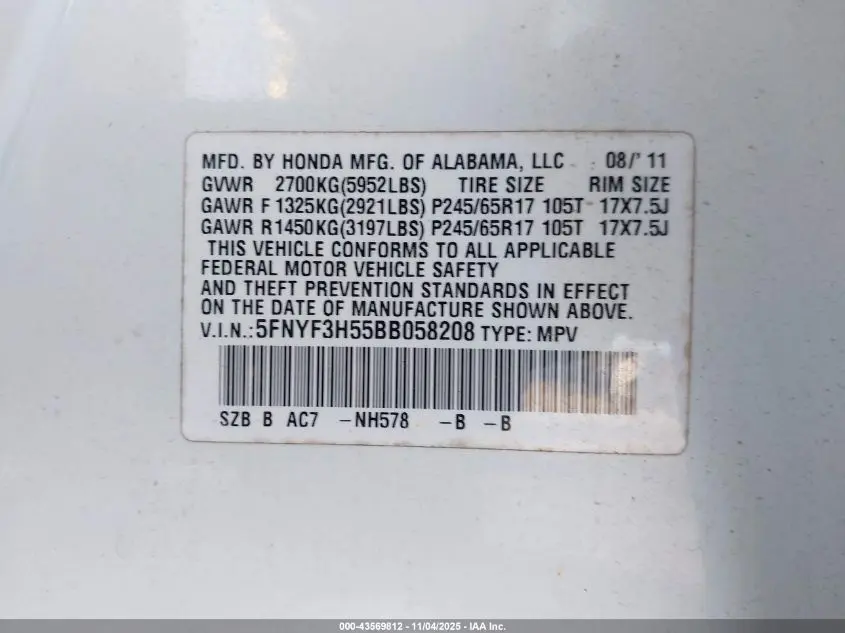 MFD. BY HONDA MFG. OF ALABAMA, LLC 08/'11
GVWR 2700KG(5952LBS) TIRE SIZE RIM SIZE
GAWR F 1325KG(2921LBS) P245/65R17 105T 17X7.5J
GAWR R1450KG(3197LBS) P245/65R17 105T 17X7.5J
THIS VEHICLE CONFORMS TO ALL APPLICABLE
FEDERAL MOTOR VEHICLE SAFETY
AND THEFT PREVENTION STANDARDS IN EFFECT
ON THE DATE OF MANUFACTURE SHOWN ABOVE.
V.I.N.:5FNYF3H55BB058208 TYPE: MPV
SZB B AC7 -NH578 -B -B
000-43569812 - 11/04/2025 - IAA Inc.